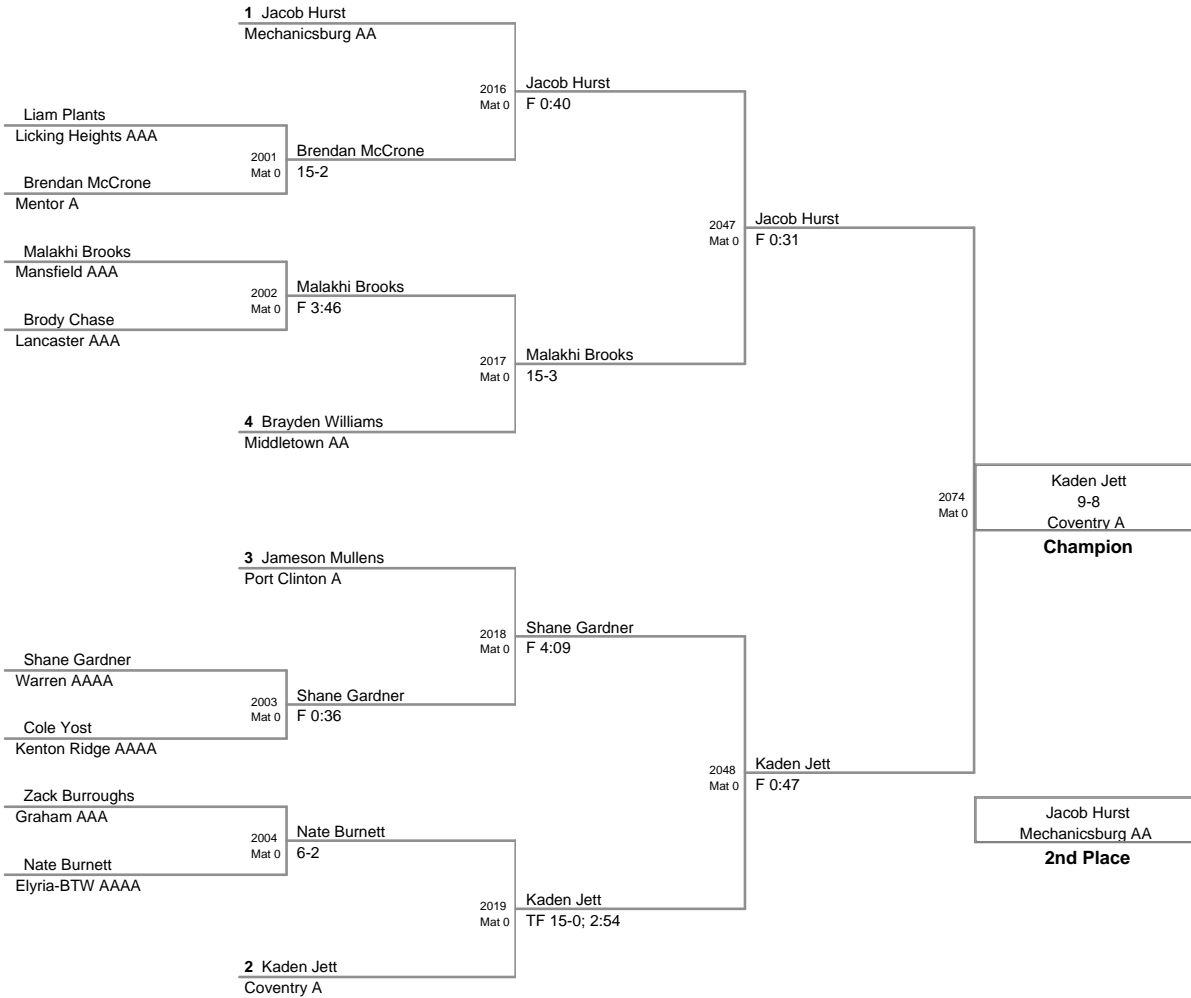 1 Jacob Hurst
Mechanicsburg AA
2016
Mat 0
Jacob Hurst
F 0:40
Liam Plants
Licking Heights AAA
2001
Mat 0
Brendan McCrone
15-2
Brendan McCrone
Mentor A
2047
Mat 0
Jacob Hurst
F 0:31
Malakhi Brooks
Mansfield AAA
2002
Mat 0
Malakhi Brooks
F 3:46
Brody Chase
Lancaster AAA
2017
Mat 0
Malakhi Brooks
15-3
4 Brayden Williams
Middletown AA
2074
Mat 0
Kaden Jett
9-8
Coventry A
Champion
3 Jameson Mullens
Port Clinton A
2018
Mat 0
Shane Gardner
F 4:09
Shane Gardner
Warren AAAA
2003
Mat 0
Shane Gardner
F 0:36
Cole Yost
Kenton Ridge AAAA
2048
Mat 0
Kaden Jett
F 0:47
Zack Burroughs
Graham AAA
2004
Mat 0
Nate Burnett
6-2
Nate Burnett
Elyria-BTW AAAA
Jacob Hurst
Mechanicsburg AA
2nd Place
2019
Mat 0
Kaden Jett
TF 15-0; 2:54
2 Kaden Jett
Coventry A